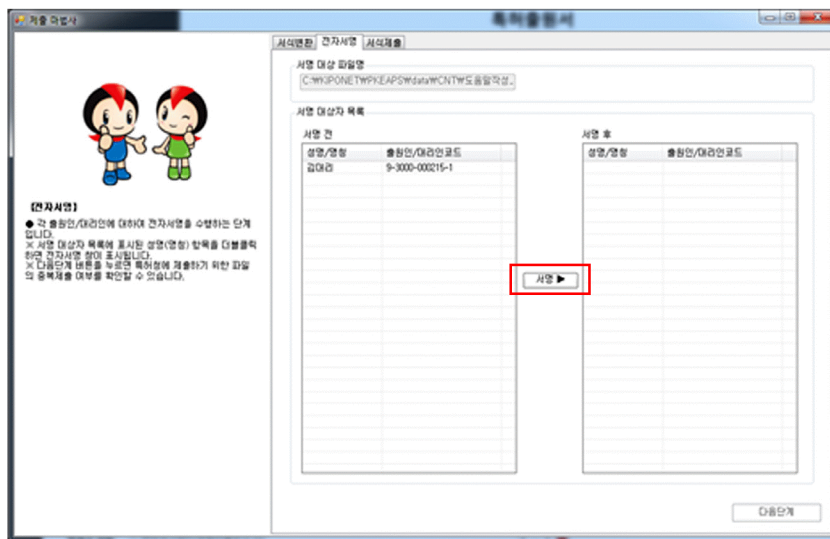 제출 마법사
특허출원서
서식변환 전자서명 서식제출
서명 대상 파일명
C:₩KIPONET₩PKEAPS₩data₩CNT₩도움말작성.
서명 대상자 목록
서명 전
서명 후
성명/명칭 출원인/대리인코드
성명/명칭 출원인/대리인코드
김대리 9-3000-000215-1
[전자서명]
● 각 출원인/대리인에 대하여 전자서명을 수행하는 단계
입니다.
※ 서명 대상자 목록에 표시된 성명(명칭) 항목을 더블클릭
하면 전자서명 창이 표시됩니다.
※ 다음단계 버튼을 누르면 특허청에 제출하기 위한 파일
의 중복제출 여부를 확인할 수 있습니다.
서명 ▶
다음단계